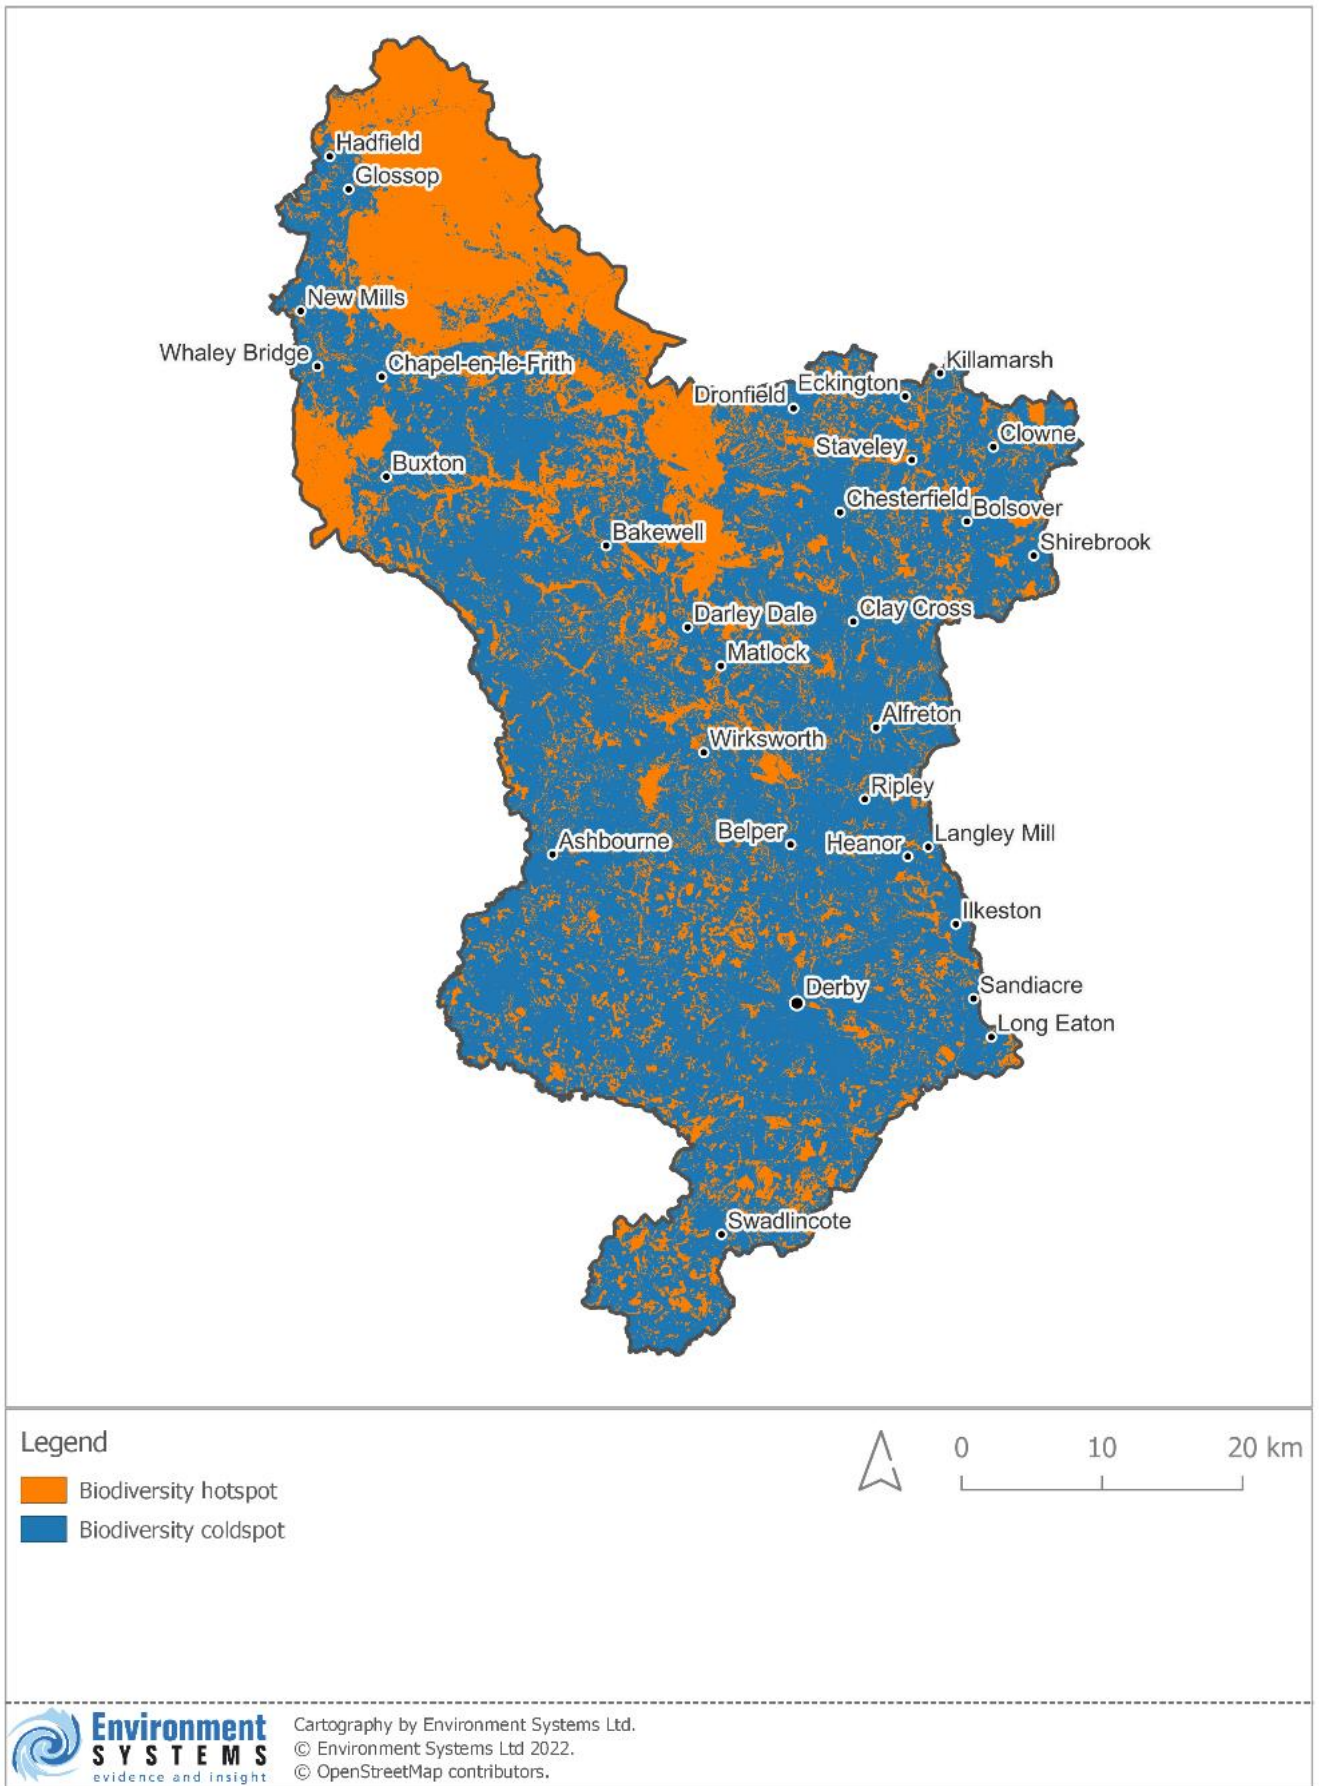 Hadfield
Glossop
New Mills
Whaley Bridge
Chapel-en-le-Frith
Killamarsh
Dronfield
Eckington
Clowne
Staveley
Buxton
Chesterfield
Bolsover
Bakewell
Shirebrook
Darley Dale
Clay Cross
Matlock
Alfreton
Wirksworth
Ripley
Belper
Langley Mill
Ashbourne
Heanor
Ilkeston
Derby
Sandiacre
Long Eaton
Swadlincote
Legend
0 10 20 km
Biodiversity hotspot
Biodiversity coldspot
Environment
SYSTEMS
evidence and insight
Cartography by Environment Systems Ltd.
© Environment Systems Ltd 2022.
© OpenStreetMap contributors.